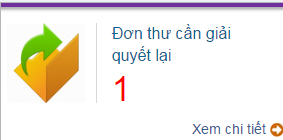 Đơn thư cần giải
quyết lại
1
Xem chi tiết